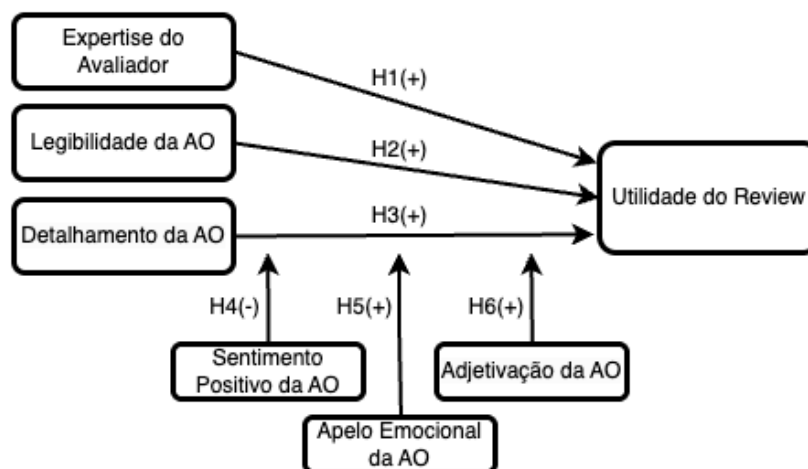 Expertise do
Avaliador
H1(+)
Legibilidade da AO
H2(+)
Utilidade do Review
Detalhamento da AO
H3(+)
H4(-)
H5(+)
H6(+)
Sentimento
Positivo da AO
Adjetivação da AO
Apelo Emocional
da AO